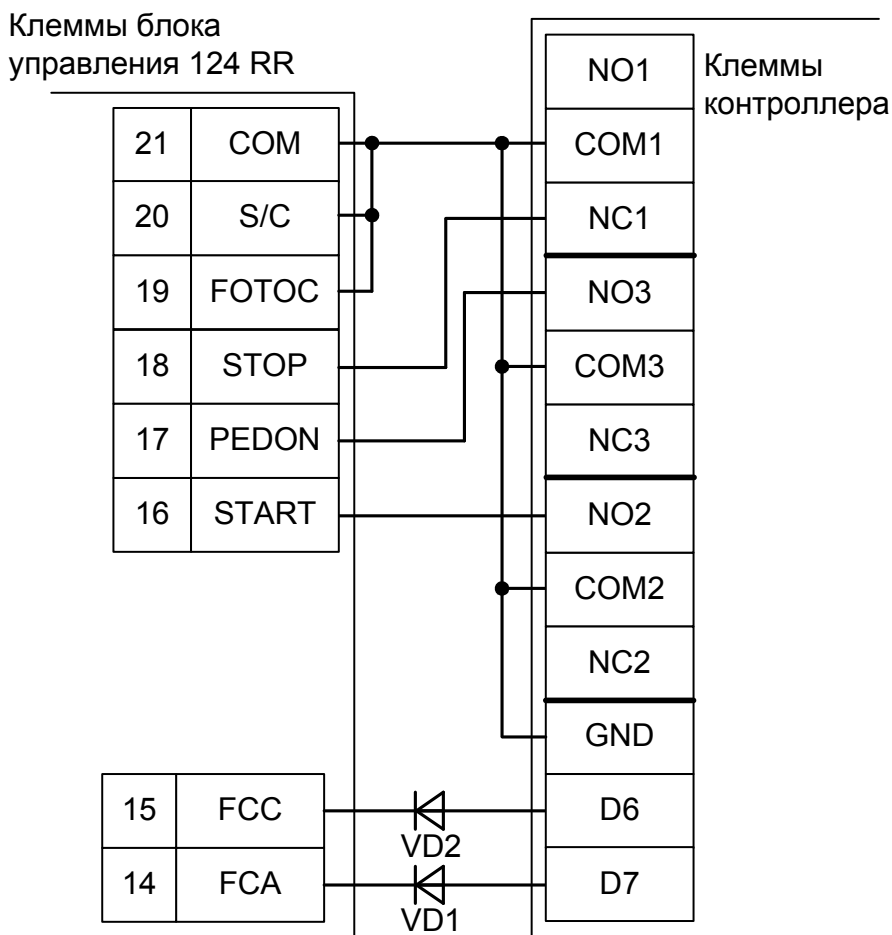 Клеммы блока
управления 124 RR
Клеммы
контроллера
21 COM
20 S/C
19 FOTOC
18 STOP
17 PEDON
16 START
15 FCC
14 FCA
VD2
VD1
NO1
COM1
NC1
NO3
COM3
NC3
NO2
COM2
NC2
GND
D6
D7